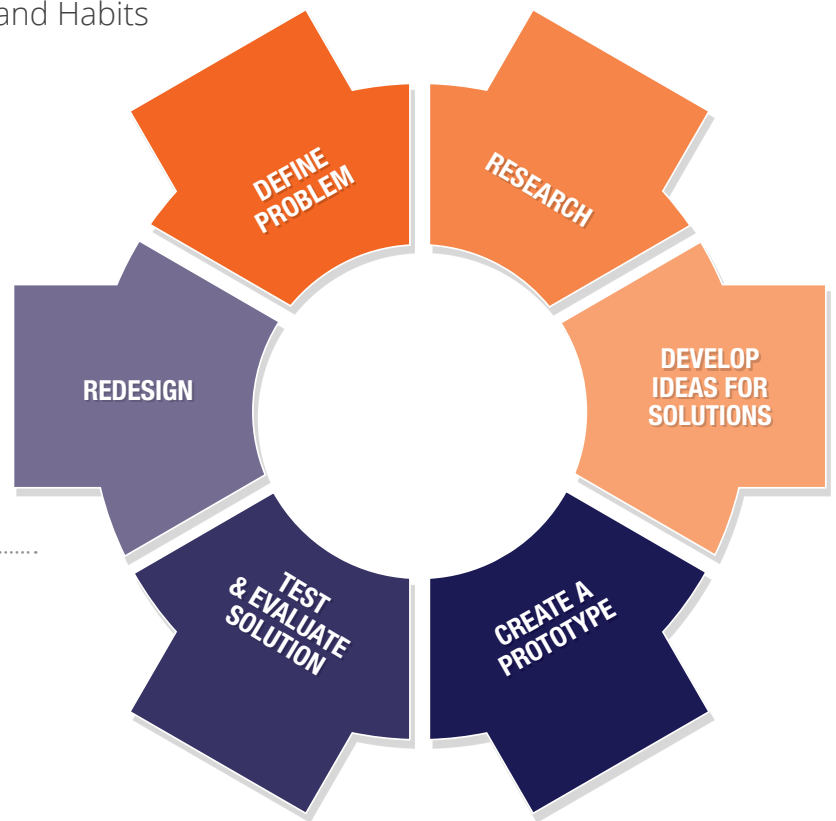 and Habits
DEFINE
PROBLEM
RESEARCH
DEVELOP
IDEAS FOR
SOLUTIONS
CREATE A
PROTOTYPE
TEST
& EVALUATE
SOLUTION
REDESIGN